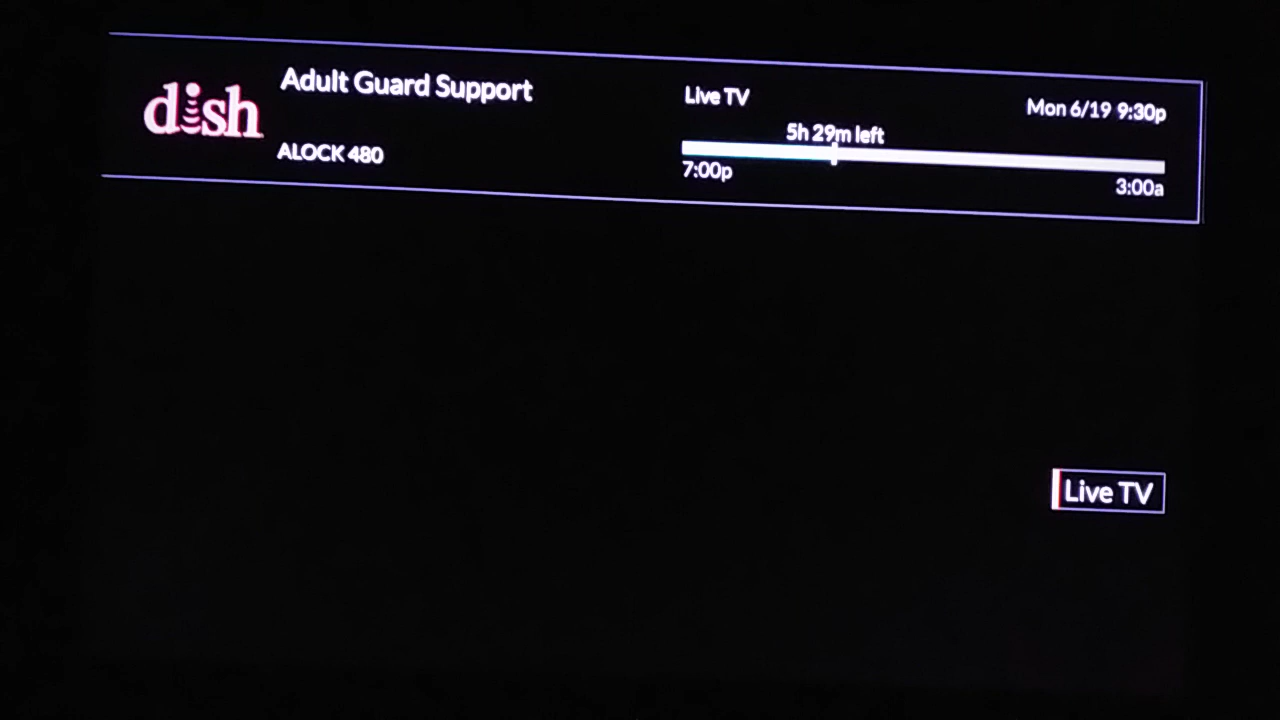 dish
Adult Guard Support
ALOCK 480
Live TV
Mon 6/19 9:30p
5h 29m left
7:00p
3:00a
Live TV